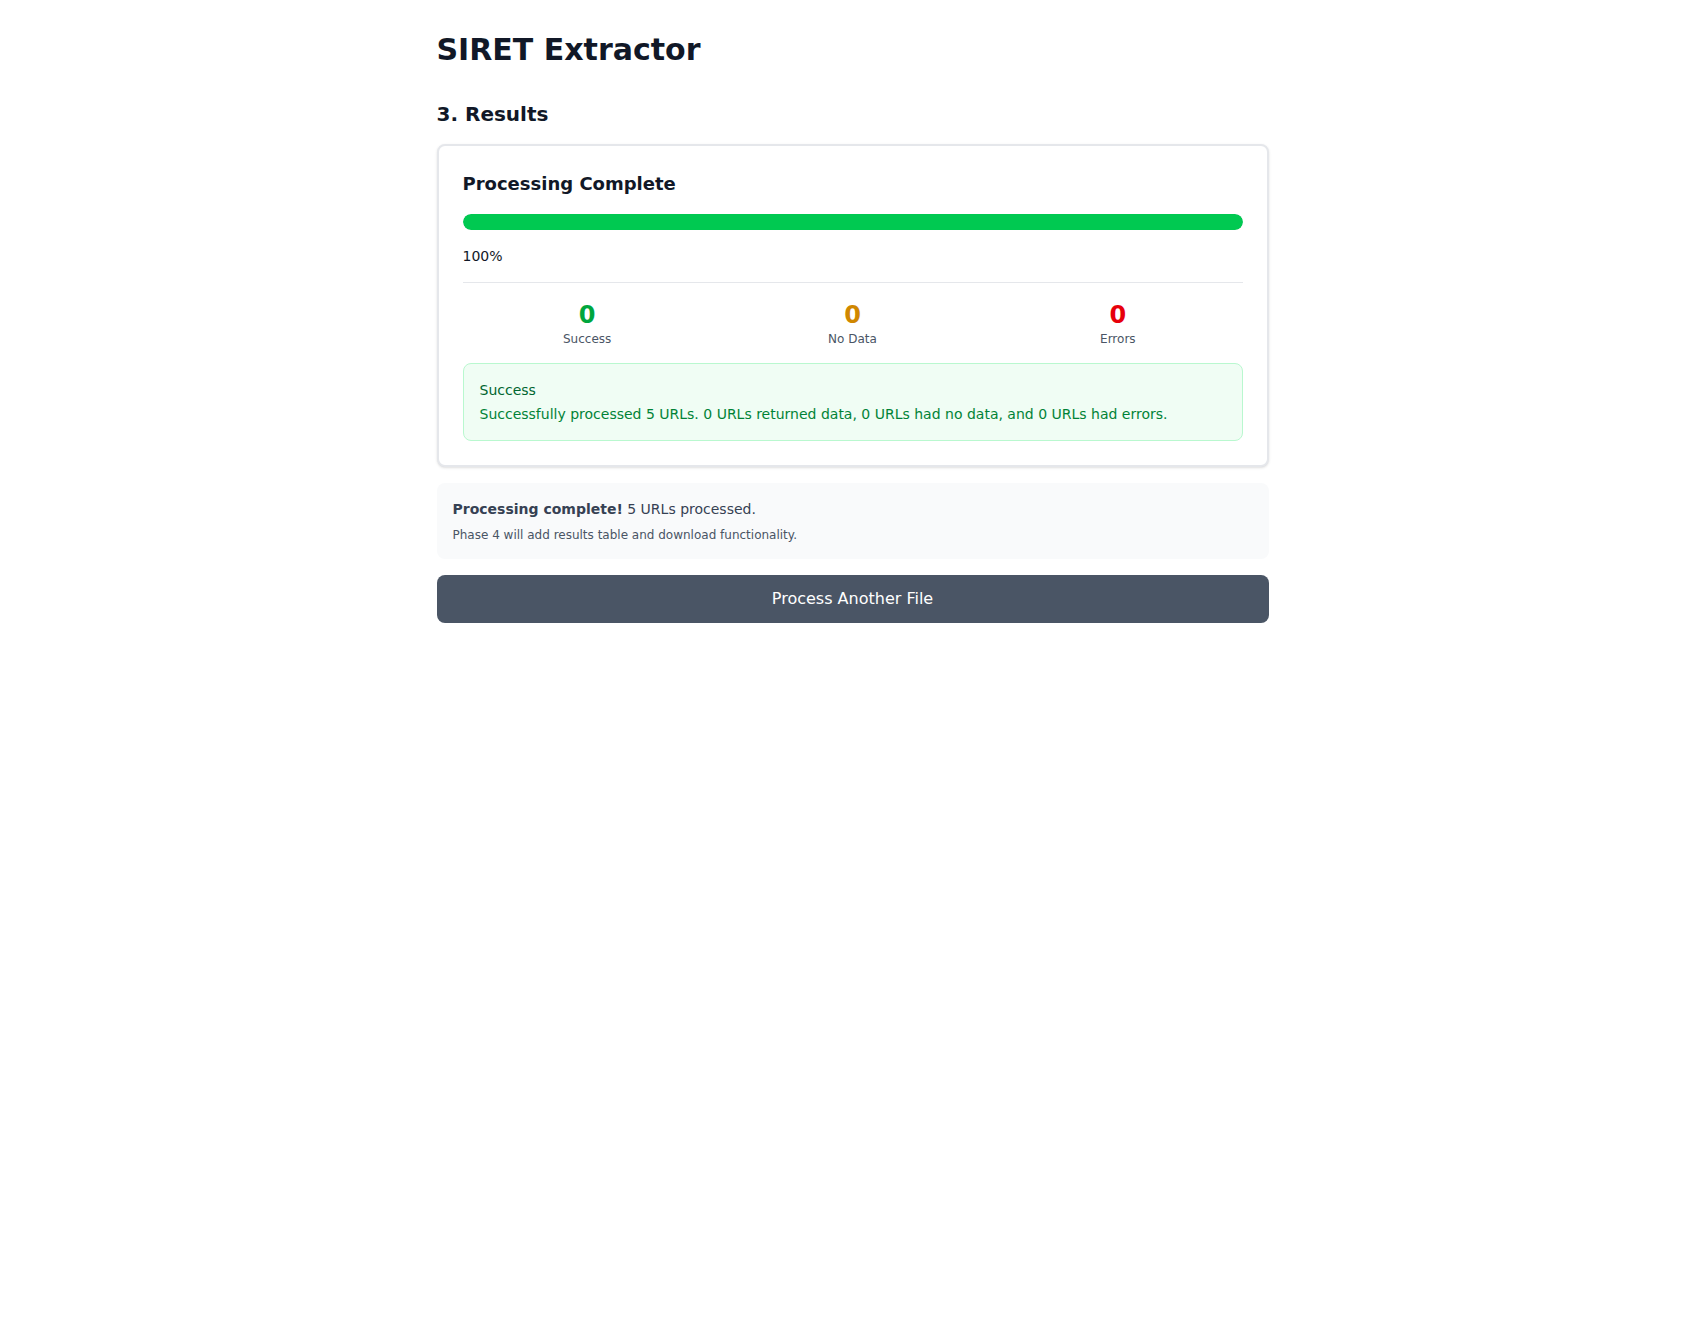 SIRET Extractor
3. Results
Processing Complete
100%
0 0 0
Success No Data Errors
Success
Successfully processed 5 URLs. 0 URLs returned data, 0 URLs had no data, and 0 URLs had errors.
Processing complete! 5 URLs processed.
Phase 4 will add results table and download functionality.
Process Another File